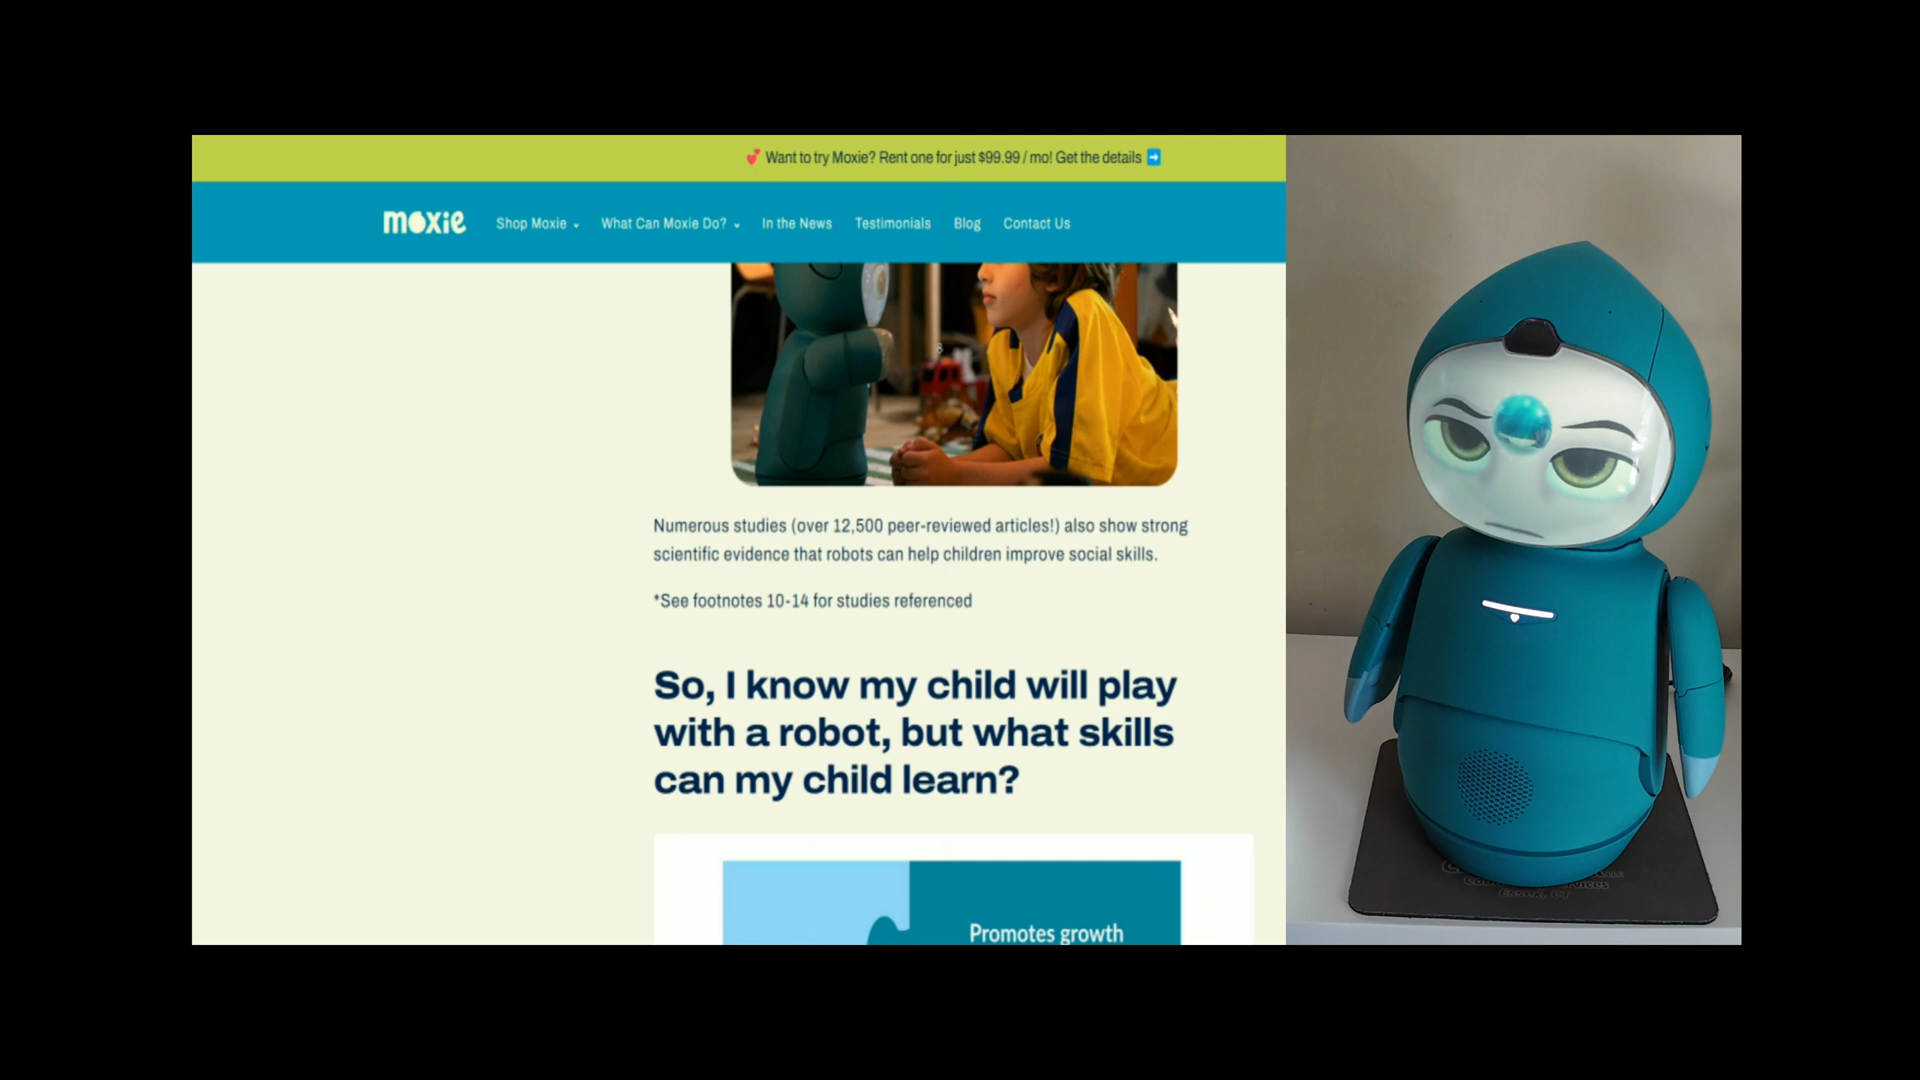 💕 Want to try Moxie? Rent one for just $99.99 / mo! Get the details ➡️
moxie
Shop Moxie
What Can Moxie Do?
In the News
Testimonials
Blog
Contact Us
Numerous studies (over 12,500 peer-reviewed articles!) also show strong
scientific evidence that robots can help children improve social skills.
*See footnotes 10-14 for studies referenced
So, I know my child will play
with a robot, but what skills
can my child learn?
Promotes growth
Essex, CT